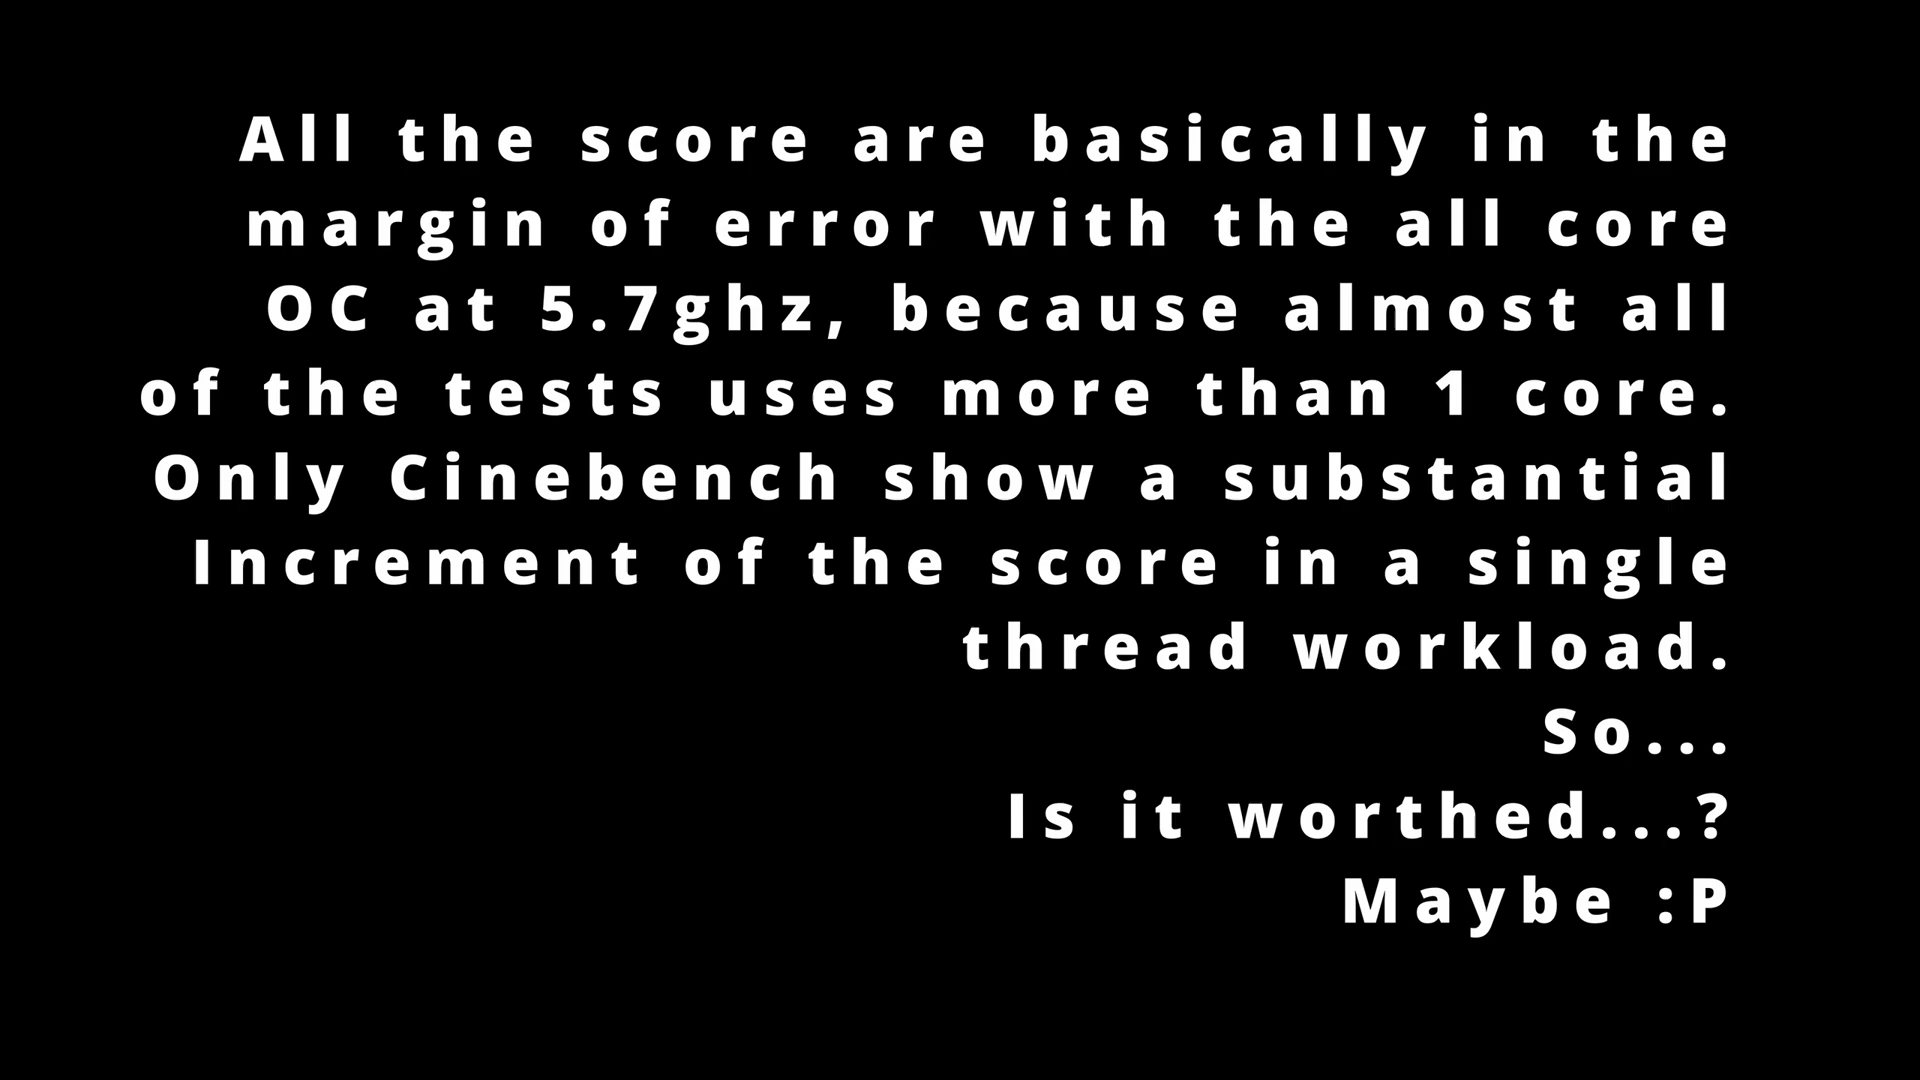 All the score are basically in the
margin of error with the all core
OC at 5.7ghz, because almost all
of the tests uses more than 1 core.
Only Cinebench show a substantial
Increment of the score in a single
thread workload.
So...
Is it worthed...?
Maybe :P